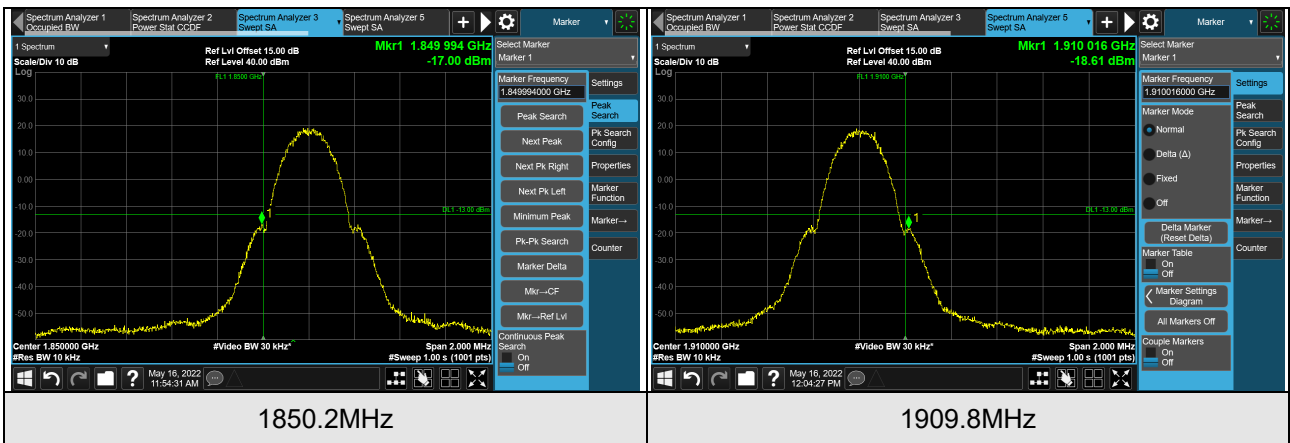 Spectrum Analyzer 1
Occupied BW
Spectrum Analyzer 2
Power Stat CCDF
Spectrum Analyzer 3
Swept SA
Spectrum Analyzer 5
Swept SA
Marker
1 Spectrum
Scale/Div 10 dB
Log
Ref Lvl Offset 15.00 dB
Ref Level 40.00 dBm
Mkr1 1.849 994 GHz
-17.00 dBm
FL1 1.8500 GHz
30.0
20.0
10.0
0.00
-10.0
-20.0
-30.0
-40.0
-50.0
DL1 -13.00 dBm
1
Center 1.850000 GHz
#Res BW 10 kHz
#Video BW 30 kHz*
Span 2.000 MHz
#Sweep 1.00 s (1001 pts)
Select Marker
Marker 1
Marker Frequency
1.849994000 GHz
Peak Search
Next Peak
Next Pk Right
Next Pk Left
Minimum Peak
Pk-Pk Search
Marker Delta
Mkr→CF
Mkr→Ref Lvl
Continuous Peak
Search
On
Off
Settings
Peak
Search
Pk Search
Config
Properties
Marker
Function
Marker→
Counter
?
May 16, 2022
11:54:31 AM
Spectrum Analyzer 1
Occupied BW
Spectrum Analyzer 2
Power Stat CCDF
Spectrum Analyzer 3
Swept SA
Spectrum Analyzer 5
Swept SA
Marker
1 Spectrum
Scale/Div 10 dB
Log
Ref Lvl Offset 15.00 dB
Ref Level 40.00 dBm
Mkr1 1.910 016 GHz
-18.61 dBm
FL1 1.9100 GHz
30.0
20.0
10.0
0.00
-10.0
-20.0
-30.0
-40.0
-50.0
DL1 -13.00 dBm
1
Center 1.910000 GHz
#Res BW 10 kHz
#Video BW 30 kHz*
Span 2.000 MHz
#Sweep 1.00 s (1001 pts)
Select Marker
Marker 1
Marker Frequency
1.910016000 GHz
Marker Mode
Normal
Delta (Δ)
Fixed
Off
Delta Marker
(Reset Delta)
Marker Table
On
Off
Marker Settings
Diagram
All Markers Off
Couple Markers
On
Off
Settings
Peak
Search
Pk Search
Config
Properties
Marker
Function
Marker→
Counter
?
May 16, 2022
12:04:27 PM
1850.2MHz
1909.8MHz